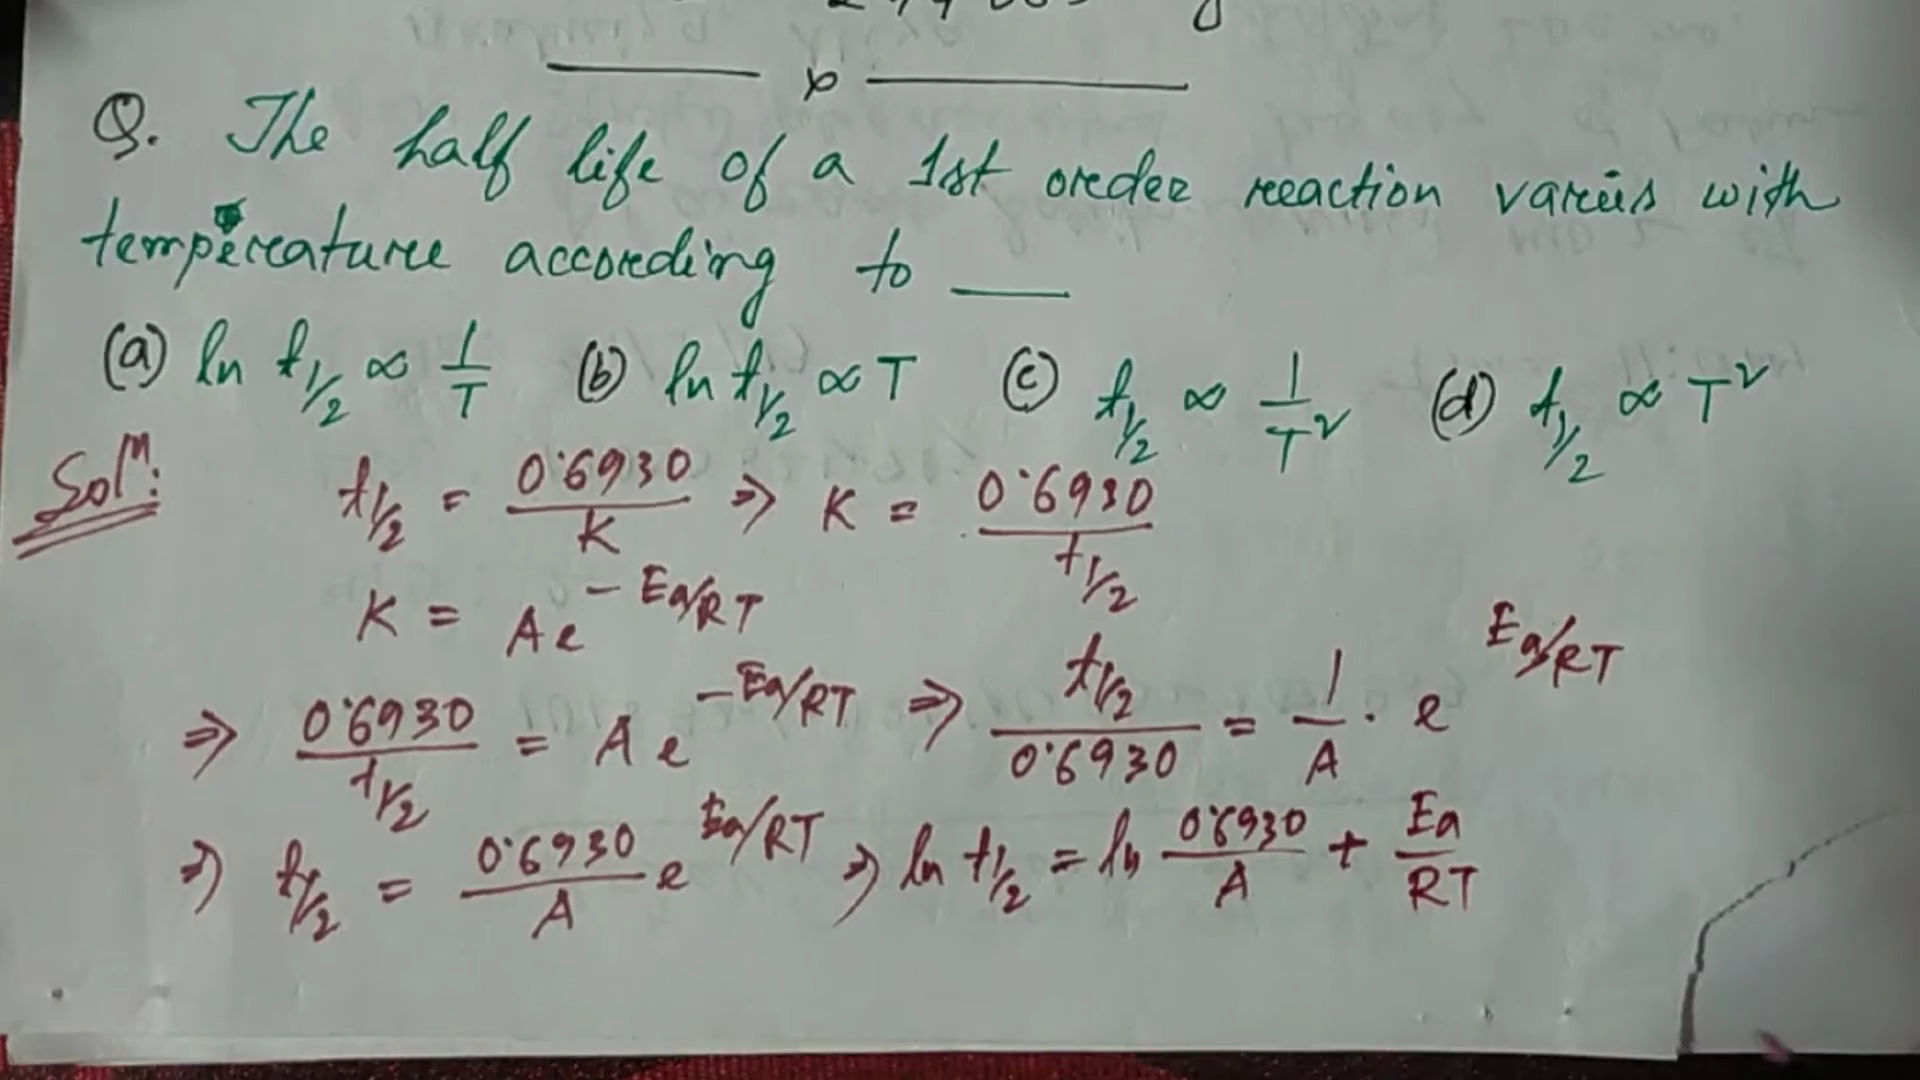 Q. The half life of a 1st order reaction varies with
temperature according to ___
(a) ln t1/2 ∝ 1/T (b) ln t1/2 ∝ T (c) t1/2 ∝ 1/T² (d) t1/2 ∝ T²
Solⁿ: t1/2 = 0.6930/K ⇒ K = 0.6930/t1/2
K = A e^(-Ea/RT)
⇒ 0.6930/t1/2 = A e^(-Ea/RT) ⇒ t1/2/0.6930 = 1/A · e^(Ea/RT)
⇒ t1/2 = 0.6930/A e^(Ea/RT) ⇒ ln t1/2 = ln 0.6930/A + Ea/RT